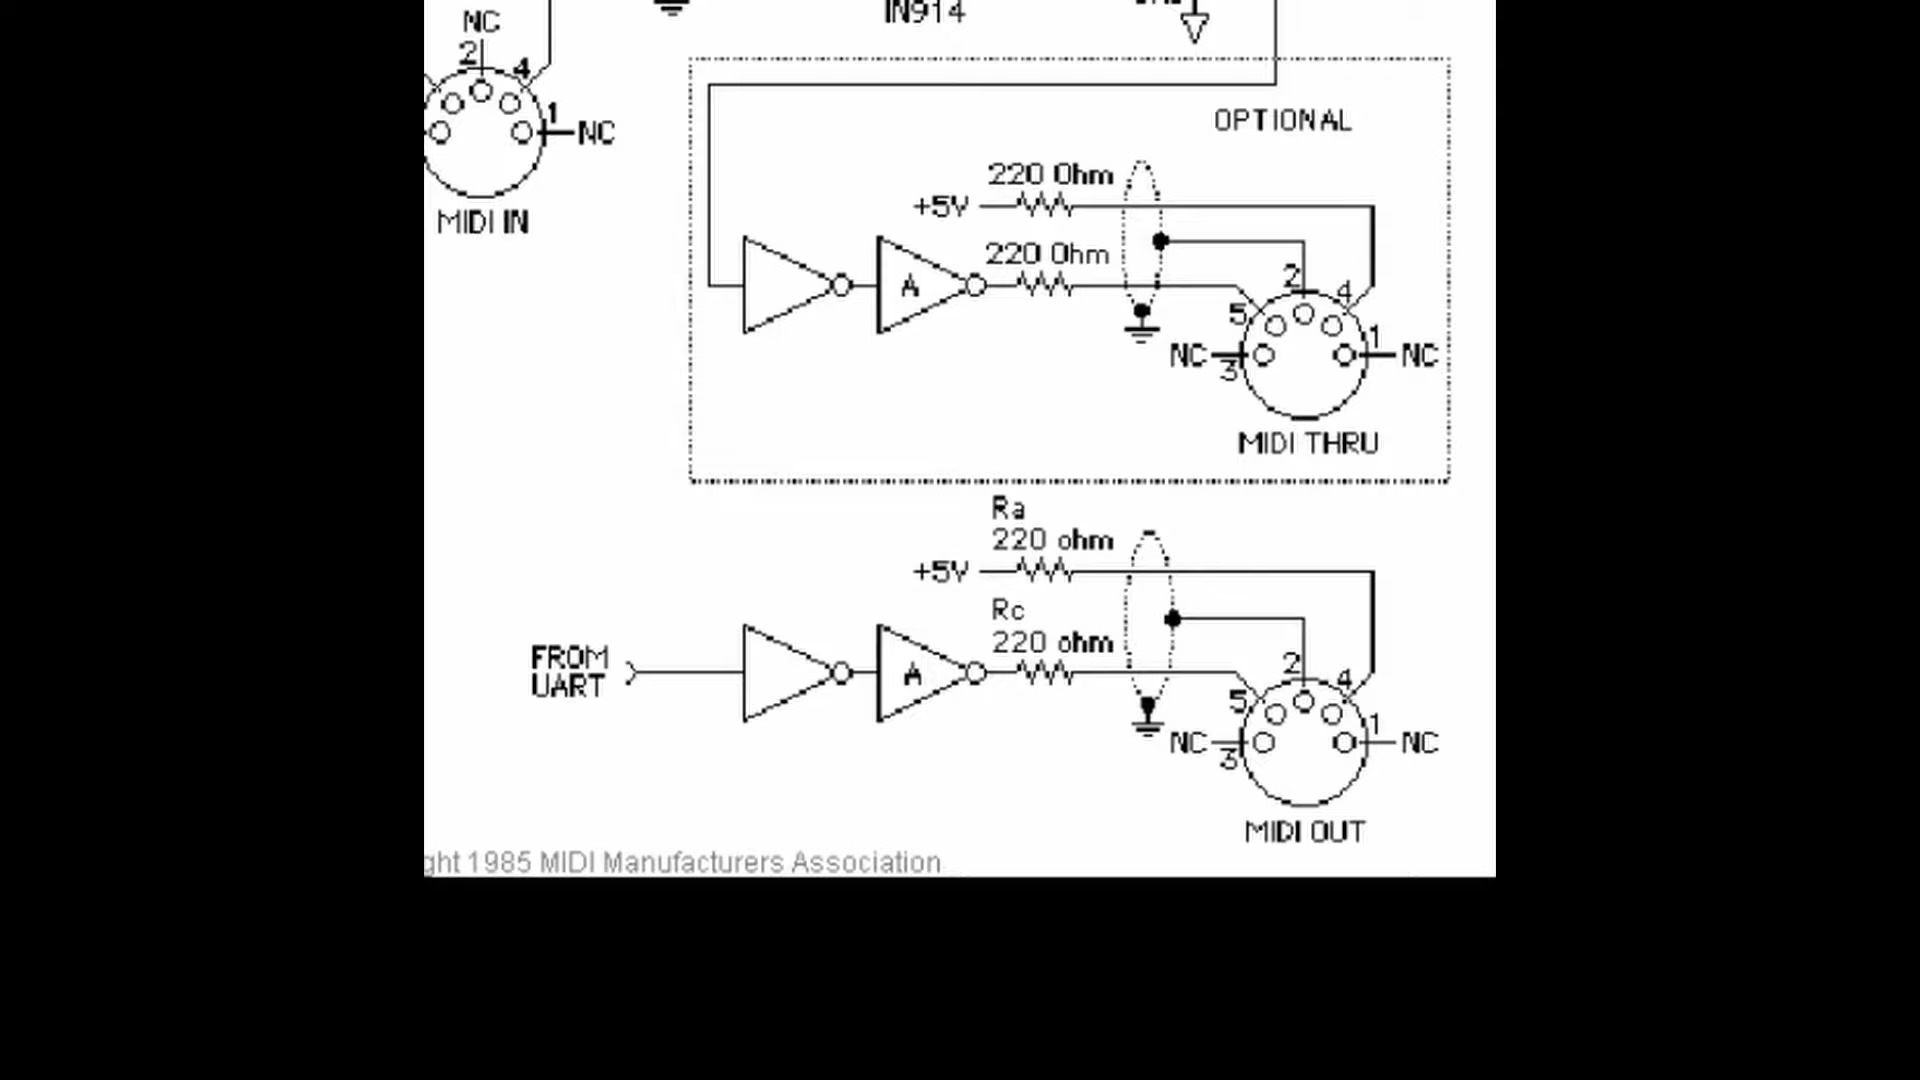 NC
IN914
2
4
1
NC
MIDI IN
OPTIONAL
220 Ohm
+5V
220 Ohm
A
2
4
5
1
NC
NC
3
MIDI THRU
Ra
220 ohm
+5V
Rc
220 ohm
FROM
UART
A
2
4
5
1
NC
NC
3
MIDI OUT
ght 1985 MIDI Manufacturers Association